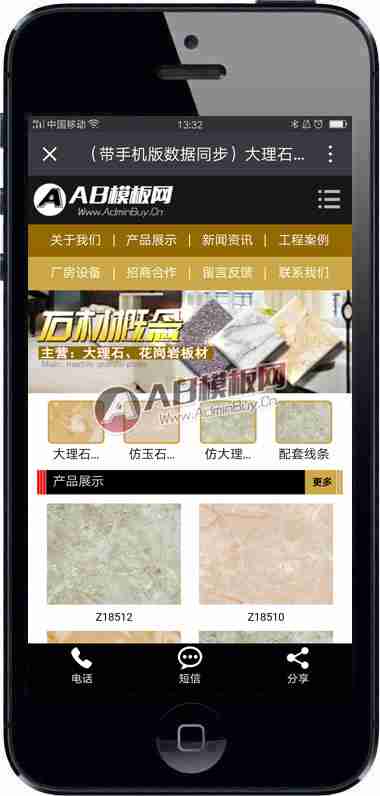 中国移动
13:32
（带手机版数据同步）大理石...
AB模板网
Www.AdminBuy.Cn
关于我们 | 产品展示 | 新闻资讯 | 工程案例
厂房设备 | 招商合作 | 留言反馈 | 联系我们
石材概念
主营：大理石、花岗岩板材
AB模板网
Www.AdminBuy.Cn
大理石... 仿玉石... 仿大理... 配套线条
产品展示 更多
Z18512 Z18510
电话 短信 分享